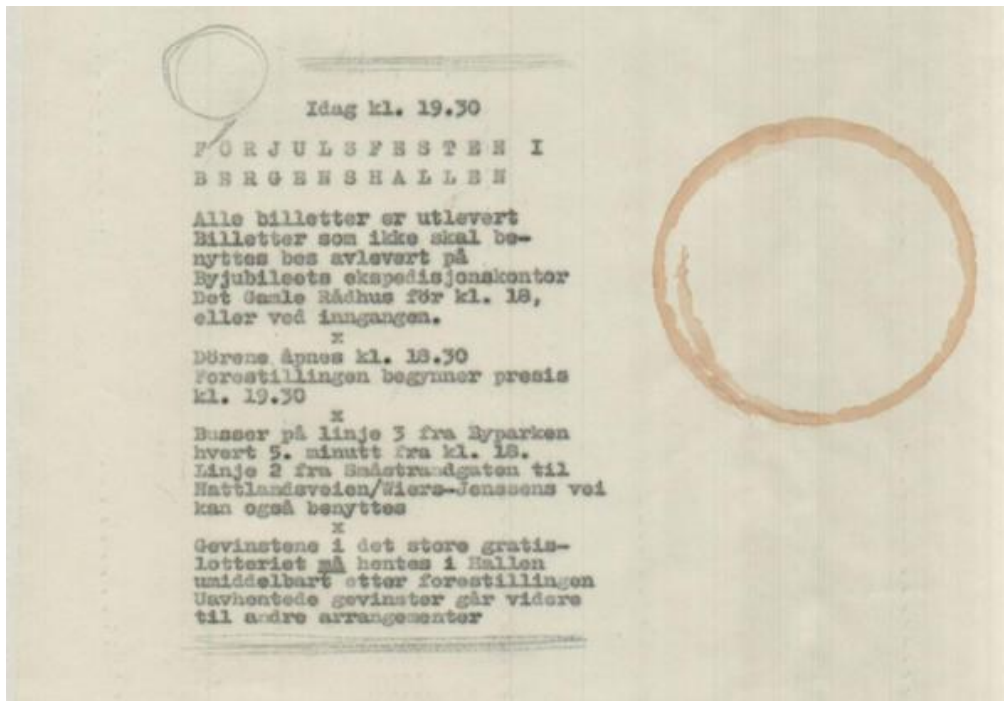 Idag kl. 19.30
FÖRJULSFESTEN I
BERGENSHALLEN
Alle billetter er utlevert
Billetter som ikke skal be-
nyttes bes avlevert på
Byjubileets ekspedisjonskontor
Det Gamle Rådhus för kl. 18,
eller ved inngangen.
x
Dörene åpnes kl. 18.30
Forestillingen begynner presis
kl. 19.30
x
Busser på linje 3 fra Byparken
hvert 5. minutt fra kl. 18.
Linje 2 fra Småstrandgaten til
Hattlandsveien/Wiers-Jenssens vei
kan også benyttes
x
Gevinstene i det store gratis-
lotteriet må hentes i Hallen
umiddelbart etter forestillingen
Uavhentede gevinster går videre
til andre arrangementer